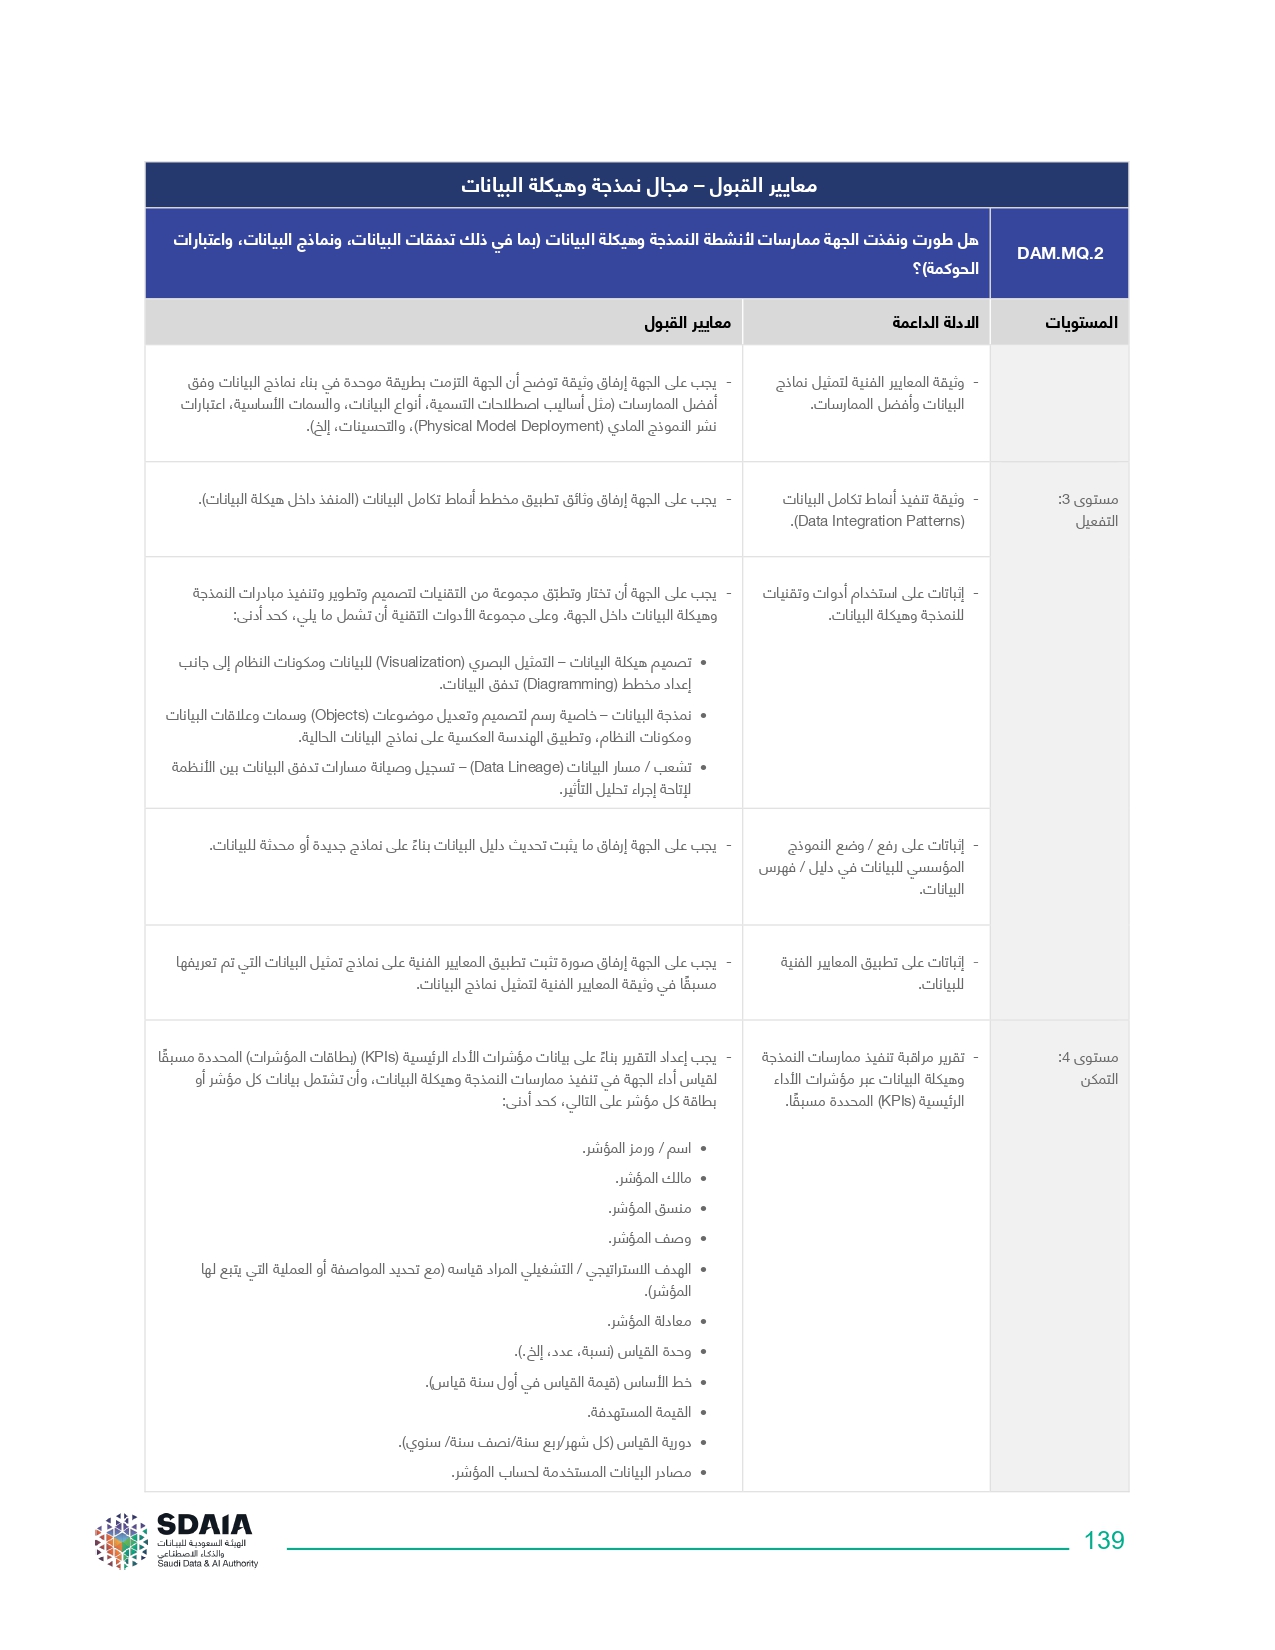 معايير القبول – مجال نمذجة وهيكلة البيانات
DAM.MQ.2
هل طورت ونفذت الجهة ممارسات لأنشطة النمذجة وهيكلة البيانات (بما في ذلك تدفقات البيانات، ونماذج البيانات، واعتبارات
الحوكمة)؟
المستويات
الادلة الداعمة
معايير القبول
- وثيقة المعايير الفنية لتمثيل نماذج
البيانات وأفضل الممارسات.
- يجب على الجهة إرفاق وثيقة توضح أن الجهة التزمت بطريقة موحدة في بناء نماذج البيانات وفق
أفضل الممارسات (مثل أساليب اصطلاحات التسمية، أنواع البيانات، والسمات الأساسية، اعتبارات
نشر النموذج المادي (Physical Model Deployment)، والتحسينات، إلخ).
مستوى 3:
التفعيل
- وثيقة تنفيذ أنماط تكامل البيانات
(Data Integration Patterns).
- يجب على الجهة إرفاق وثائق تطبيق مخطط أنماط تكامل البيانات (المنفذ داخل هيكلة البيانات).
- إثباتات على استخدام أدوات وتقنيات
للنمذجة وهيكلة البيانات.
- يجب على الجهة أن تختار وتطبّق مجموعة من التقنيات لتصميم وتطوير وتنفيذ مبادرات النمذجة
وهيكلة البيانات داخل الجهة. وعلى مجموعة الأدوات التقنية أن تشمل ما يلي، كحد أدنى:
• تصميم هيكلة البيانات – التمثيل البصري (Visualization) للبيانات ومكونات النظام إلى جانب
إعداد مخطط (Diagramming) تدفق البيانات.
• نمذجة البيانات – خاصية رسم لتصميم وتعديل موضوعات (Objects) وسمات وعلاقات البيانات
ومكونات النظام، وتطبيق الهندسة العكسية على نماذج البيانات الحالية.
• تشعب / مسار البيانات (Data Lineage) – تسجيل وصيانة مسارات تدفق البيانات بين الأنظمة
لإتاحة إجراء تحليل التأثير.
- إثباتات على رفع / وضع النموذج
المؤسسي للبيانات في دليل / فهرس
البيانات.
- يجب على الجهة إرفاق ما يثبت تحديث دليل البيانات بناءً على نماذج جديدة أو محدثة للبيانات.
- إثباتات على تطبيق المعايير الفنية
للبيانات.
- يجب على الجهة إرفاق صورة تثبت تطبيق المعايير الفنية على نماذج تمثيل البيانات التي تم تعريفها
مسبقًا في وثيقة المعايير الفنية لتمثيل نماذج البيانات.
مستوى 4:
التمكن
- تقرير مراقبة تنفيذ ممارسات النمذجة
وهيكلة البيانات عبر مؤشرات الأداء
الرئيسية (KPIs) المحددة مسبقًا.
- يجب إعداد التقرير بناءً على بيانات مؤشرات الأداء الرئيسية (KPIs) (بطاقات المؤشرات) المحددة مسبقًا
لقياس أداء الجهة في تنفيذ ممارسات النمذجة وهيكلة البيانات، وأن تشتمل بيانات كل مؤشر أو
بطاقة كل مؤشر على التالي، كحد أدنى:
• اسم / ورمز المؤشر.
• مالك المؤشر.
• منسق المؤشر.
• وصف المؤشر.
• الهدف الاستراتيجي / التشغيلي المراد قياسه (مع تحديد المواصفة أو العملية التي يتبع لها
المؤشر).
• معادلة المؤشر.
• وحدة القياس (نسبة، عدد، إلخ.).
• خط الأساس (قيمة القياس في أول سنة قياس).
• القيمة المستهدفة.
• دورية القياس (كل شهر/ربع سنة/نصف سنة/ سنوي).
• مصادر البيانات المستخدمة لحساب المؤشر.
SDAIA
الهيئة السعودية للبيانات
والذكاء الاصطناعي
Saudi Data & AI Authority
139